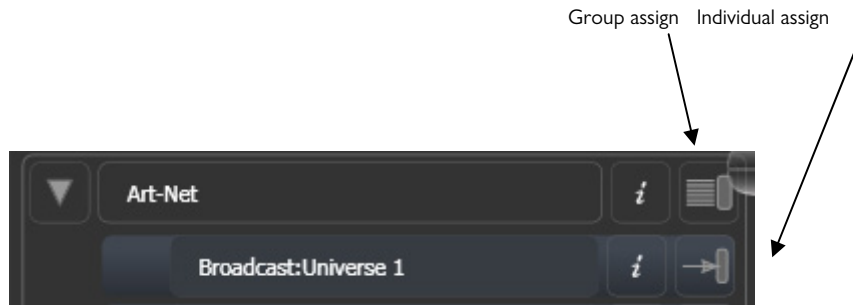 Group assign Individual assign
Art-Net i
Broadcast:Universe 1 i